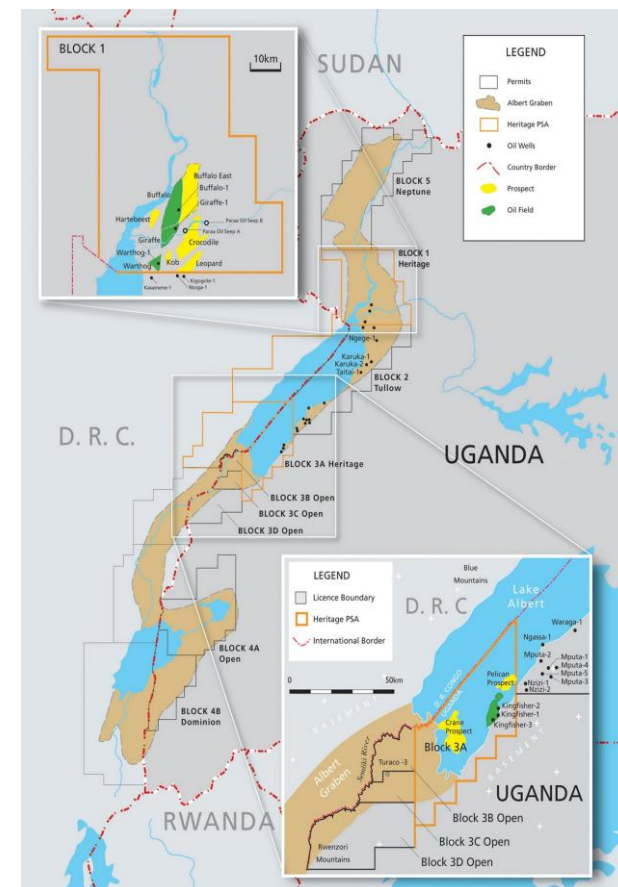 BLOCK 1
10km
Buffalo East
Buffalo
Buffalo-1
Giraffe-1
Hartebeest
Paraa Oil Seep B
Paraa Oil Seep A
Giraffe
Crocodile
Warthog-1
Warthog
Kob
Leopard
Kasamene-1
Kigogole-1
Nsoga-1
SUDAN
LEGEND
Permits
Albert Graben
Heritage PSA
Oil Wells
Country Border
Prospect
Oil Field
BLOCK 5
Neptune
BLOCK 1
Heritage
Ngege-1
Karuka-1
Karuka-2
Taitai-1
BLOCK 2
Tullow
D. R. C.
UGANDA
BLOCK 3A Heritage
BLOCK 3B Open
BLOCK 3C Open
BLOCK 3D Open
BLOCK 4A
Open
BLOCK 4B
Dominion
RWANDA
LEGEND
Licence Boundary
Heritage PSA
International Border
50km
Blue
Mountains
Lake
Albert
D. R. C
Waraga-1
Ngassa-1
Mputa-2
Mputa-1
Mputa-4
Mputa-5
Mputa-3
Nzizi-1
Nzizi-2
Pelican
Prospect
D. R. CONGO
UGANDA
Kingfisher-2
Kingfisher-1
Kingfisher-3
Crane
Prospect
Block 3A
BASEMENT
BASEMENT
Albert
Graben
Semliki River
Turaco -3
UGANDA
Block 3B Open
Block 3C Open
Block 3D Open
Rwenzori
Mountains